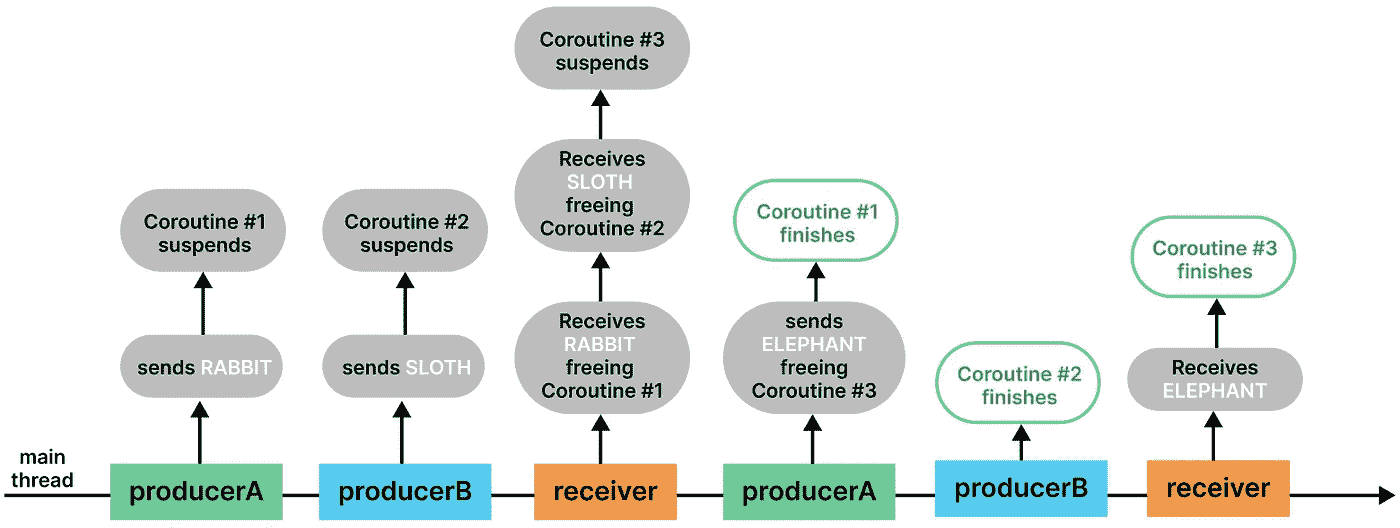 Coroutine #1
suspends
sends RABBIT
producerA
Coroutine #2
suspends
sends SLOTH
producerB
Coroutine #3
suspends
Receives
SLOTH
freeing
Coroutine #2
Receives
RABBIT
freeing
Coroutine #1
receiver
Coroutine #1
finishes
sends
ELEPHANT
freeing
Coroutine #3
producerA
Coroutine #2
finishes
producerB
Coroutine #3
finishes
Receives
ELEPHANT
receiver
main
thread